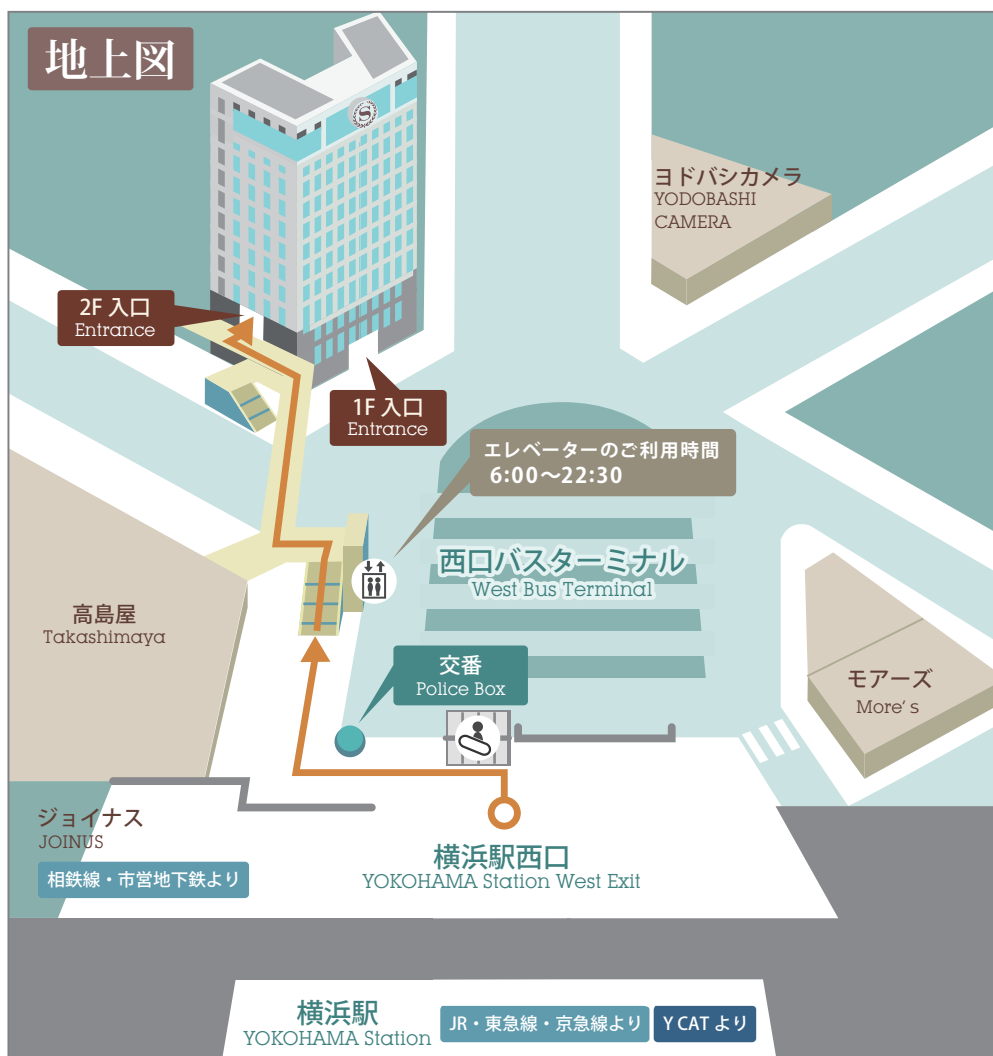 地上図
S
ヨドバシカメラ
YODOBASHI
CAMERA
2F 入口
Entrance
1F 入口
Entrance
エレベーターのご利用時間
6:00〜22:30
西口バスターミナル
West Bus Terminal
高島屋
Takashimaya
交番
Police Box
モアーズ
More’s
ジョイナス
JOINUS
相鉄線・市営地下鉄より
横浜駅西口
YOKOHAMA Station West Exit
横浜駅
YOKOHAMA Station
JR・東急線・京急線より
Y CAT より